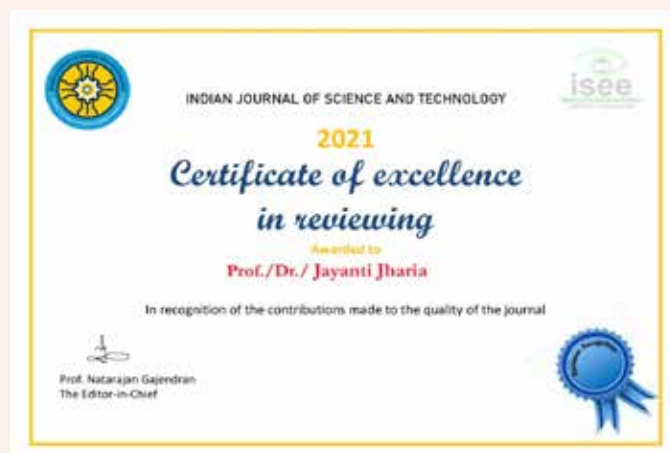 isee
INDIAN JOURNAL OF SCIENCE AND TECHNOLOGY
2021
Certificate of excellence
in reviewing
Awarded to
Prof./Dr./ Jayanti Jharia
In recognition of the contributions made to the quality of the journal
Prof. Natarajan Gajendran
The Editor-in-Chief